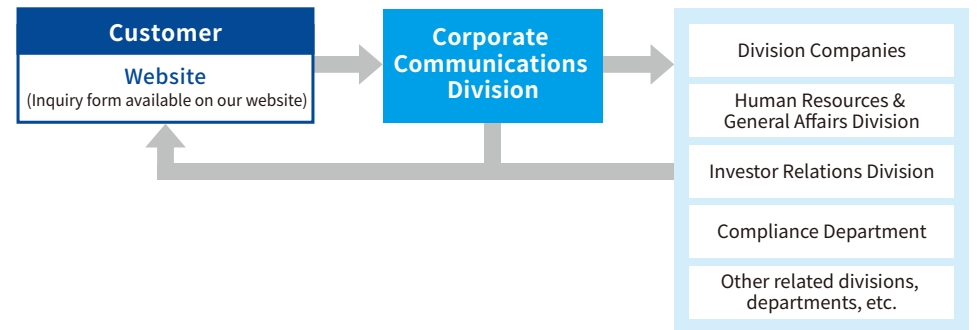 Customer
Website
(Inquiry form available on our website)
Corporate
Communications
Division
Division Companies
Human Resources &
General Affairs Division
Investor Relations Division
Compliance Department
Other related divisions,
departments, etc.